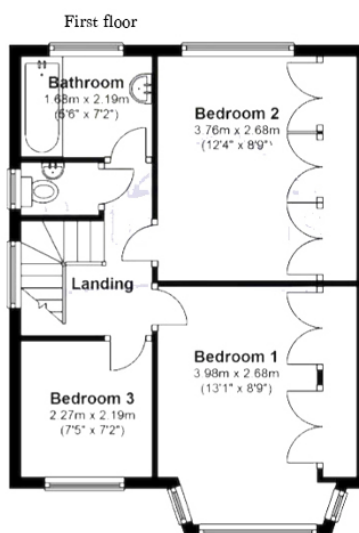 First floor
Bathroom
1.68m x 2.19m
(5'6" x 7'2")
Bedroom 2
3.76m x 2.68m
(12'4" x 8'9")
Landing
Bedroom 1
3.98m x 2.68m
(13'1" x 8'9")
Bedroom 3
2.27m x 2.19m
(7'5" x 7'2")